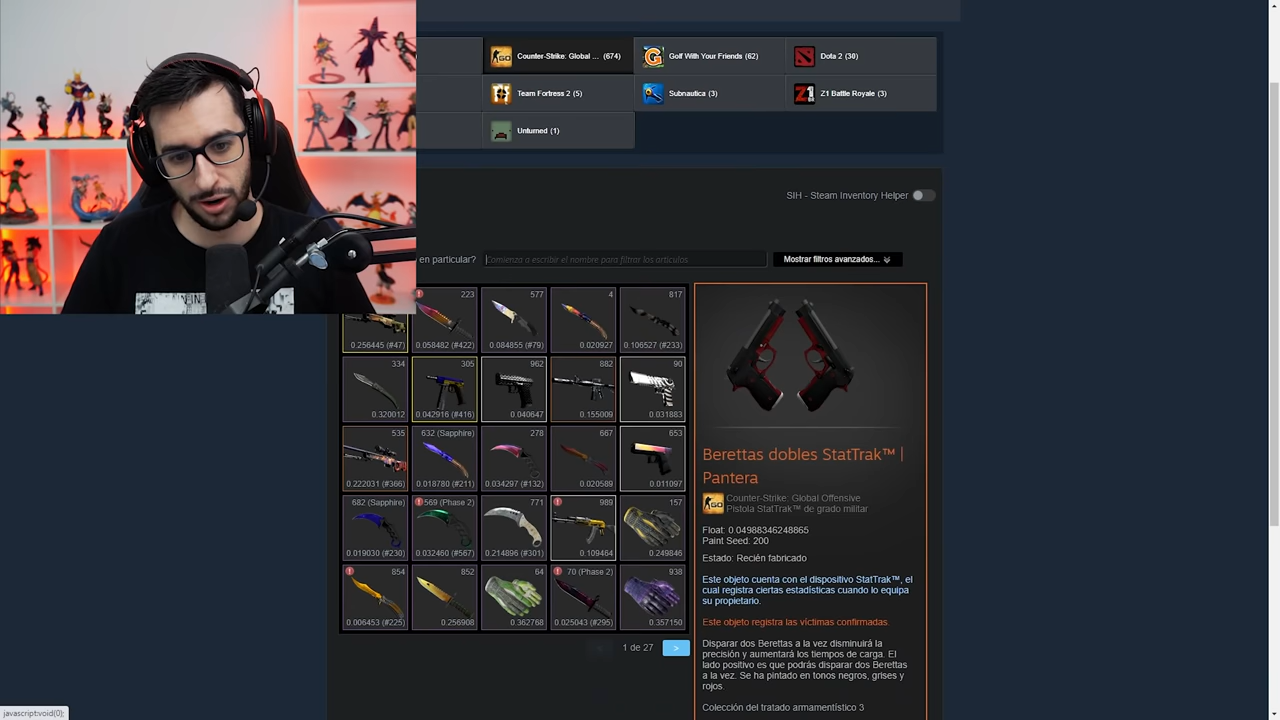 Counter-Strike: Global ... (674)
Golf With Your Friends (62)
Dota 2 (30)
Team Fortress 2 (5)
Subnautica (3)
Z1 Battle Royale (3)
Unturned (1)
SIH - Steam Inventory Helper
en particular?
Comienza a escribir el nombre para filtrar los artículos
Mostrar filtros avanzados...
223
577
4
817
0.256445 (#47)
0.058482 (#422)
0.084855 (#79)
0.020927
0.106527 (#233)
334
305
962
882
90
0.320012
0.042916 (#416)
0.040647
0.155009
0.031883
535
632 (Sapphire)
278
667
653
0.222031 (#366)
0.018780 (#211)
0.034297 (#132)
0.020589
0.011097
682 (Sapphire)
569 (Phase 2)
771
989
157
0.019030 (#230)
0.032460 (#567)
0.214896 (#301)
0.109464
0.249846
854
852
64
70 (Phase 2)
938
0.006453 (#225)
0.256908
0.362768
0.025043 (#295)
0.357150
1 de 27
>
Berettas dobles StatTrak™ |
Pantera
Counter-Strike: Global Offensive
Pistola StatTrak™ de grado militar
Float: 0.04988346248865
Paint Seed: 200
Estado: Recién fabricado
Este objeto cuenta con el dispositivo StatTrak™, el
cual registra ciertas estadísticas cuando lo equipa
su propietario.
Este objeto registra las víctimas confirmadas.
Disparar dos Berettas a la vez disminuirá la
precisión y aumentará los tiempos de carga. El
lado positivo es que podrás disparar dos Berettas
a la vez. Se ha pintado en tonos negros, grises y
rojos.
Colección del tratado armamentístico 3
javascript:void(0);